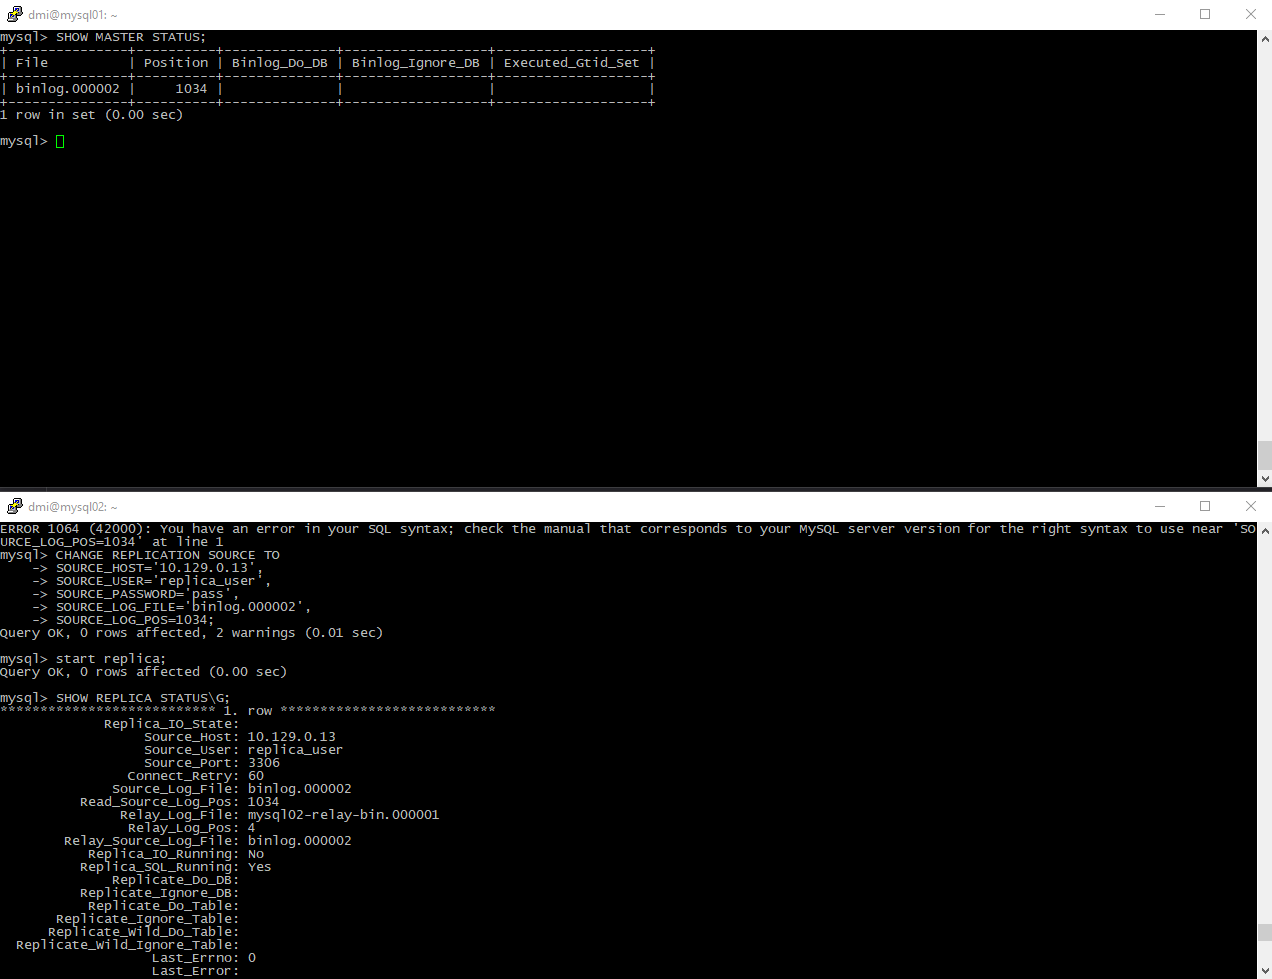 dmi@mysql01: ~
mysql> SHOW MASTER STATUS;
+---------------+----------+--------------+------------------+-------------------+
| File          | Position | Binlog_Do_DB | Binlog_Ignore_DB | Executed_Gtid_Set |
+---------------+----------+--------------+------------------+-------------------+
| binlog.000002 |     1034 |              |                  |                   |
+---------------+----------+--------------+------------------+-------------------+
1 row in set (0.00 sec)
mysql>
dmi@mysql02: ~
ERROR 1064 (42000): You have an error in your SQL syntax; check the manual that corresponds to your MySQL server version for the right syntax to use near 'SO
URCE_LOG_POS=1034' at line 1
mysql> CHANGE REPLICATION SOURCE TO
    -> SOURCE_HOST='10.129.0.13',
    -> SOURCE_USER='replica_user',
    -> SOURCE_PASSWORD='pass',
    -> SOURCE_LOG_FILE='binlog.000002',
    -> SOURCE_LOG_POS=1034;
Query OK, 0 rows affected, 2 warnings (0.01 sec)
mysql> start replica;
Query OK, 0 rows affected (0.00 sec)
mysql> SHOW REPLICA STATUS\G;
*************************** 1. row ***************************
             Replica_IO_State:
                  Source_Host: 10.129.0.13
                  Source_User: replica_user
                  Source_Port: 3306
                Connect_Retry: 60
              Source_Log_File: binlog.000002
          Read_Source_Log_Pos: 1034
               Relay_Log_File: mysql02-relay-bin.000001
                Relay_Log_Pos: 4
        Relay_Source_Log_File: binlog.000002
           Replica_IO_Running: No
          Replica_SQL_Running: Yes
              Replicate_Do_DB:
          Replicate_Ignore_DB:
           Replicate_Do_Table:
       Replicate_Ignore_Table:
      Replicate_Wild_Do_Table:
  Replicate_Wild_Ignore_Table:
                   Last_Errno: 0
                   Last_Error: